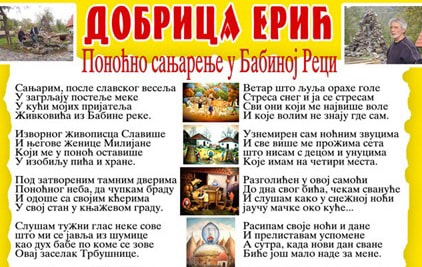 ДОБРИЦА ЕРИЋ
Поноћно сањарење у Бабиној Реци
Сањарим, после славског весеља
У загрљају постеље меке
У кући мојих пријатеља
Живковића из Бабине реке.
Изворног живописца Славише
И његове женице Милијане
Који ме у поноћ оставише
У изобиљу пића и хране.
Под затвореним тамним дверима
Поноћног неба, да чупкам браду
И одоше са својим кћерима
У свој стан у књажевом граду.
Слушам тужни глас неке сове
што ми се јавља из шумице
као дух бабе по коме се зове
Овај заселак Трбушнице.
Ветар што љуља орахе голе
Стреса снег и ја се стресам
Сви они који ме највише воле
И које волим не знају где сам.
Узнемирен сам ноћним звуцима
И све више ме прожима сета
што нисам с децом и унуцима
Које имам на четири места.
Разголићен у овој самоћи
До дна свог бића, чекам свануће
И слушам како у снежној ноћи
јаучу мачке око куће...
Расипам своје ноћи и дане
И прелиставам успомене
А сутра, кад нови дан сване
Биће још мало мање за мене.